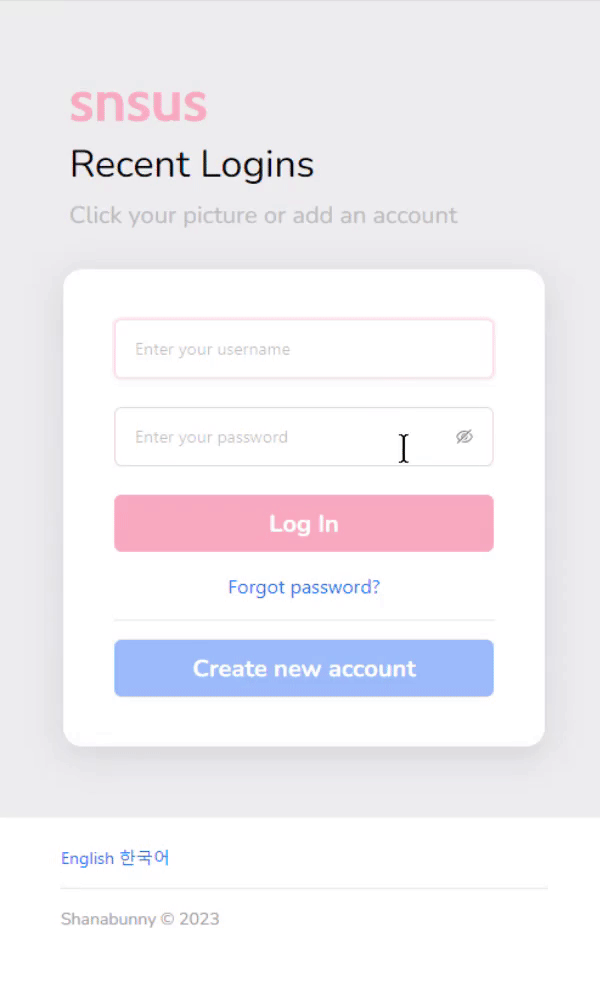 snsus
Recent Logins
Click your picture or add an account
Enter your username
Enter your password
Log In
Forgot password?
Create new account
English 한국어
Shanabunny © 2023